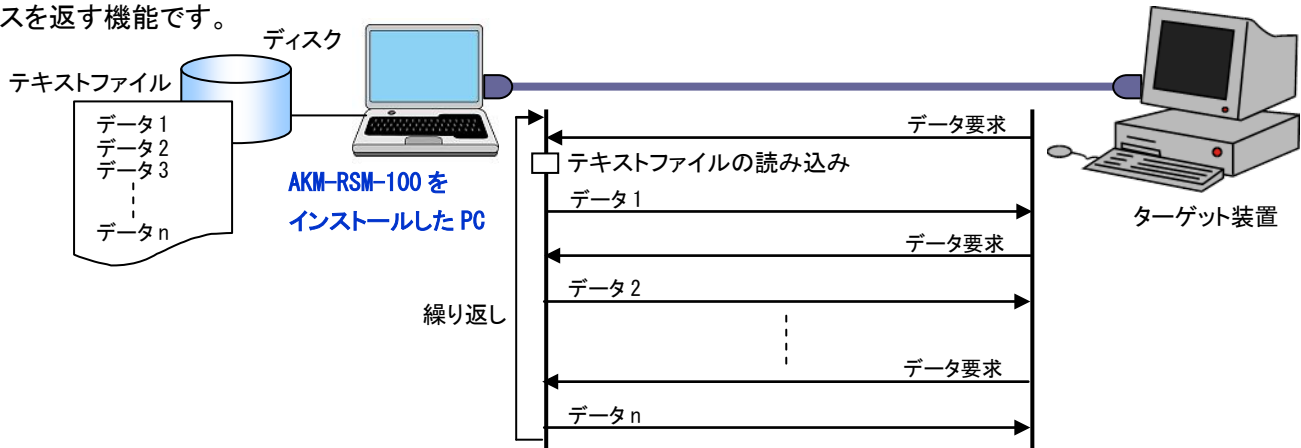 スを返す機能です。
ディスク
テキストファイル
データ1
データ2
データ3
データn
AKM-RSM-100 を
インストールした PC
データ要求
テキストファイルの読み込み
データ1
データ要求
データ2
繰り返し
データ要求
データn
ターゲット装置